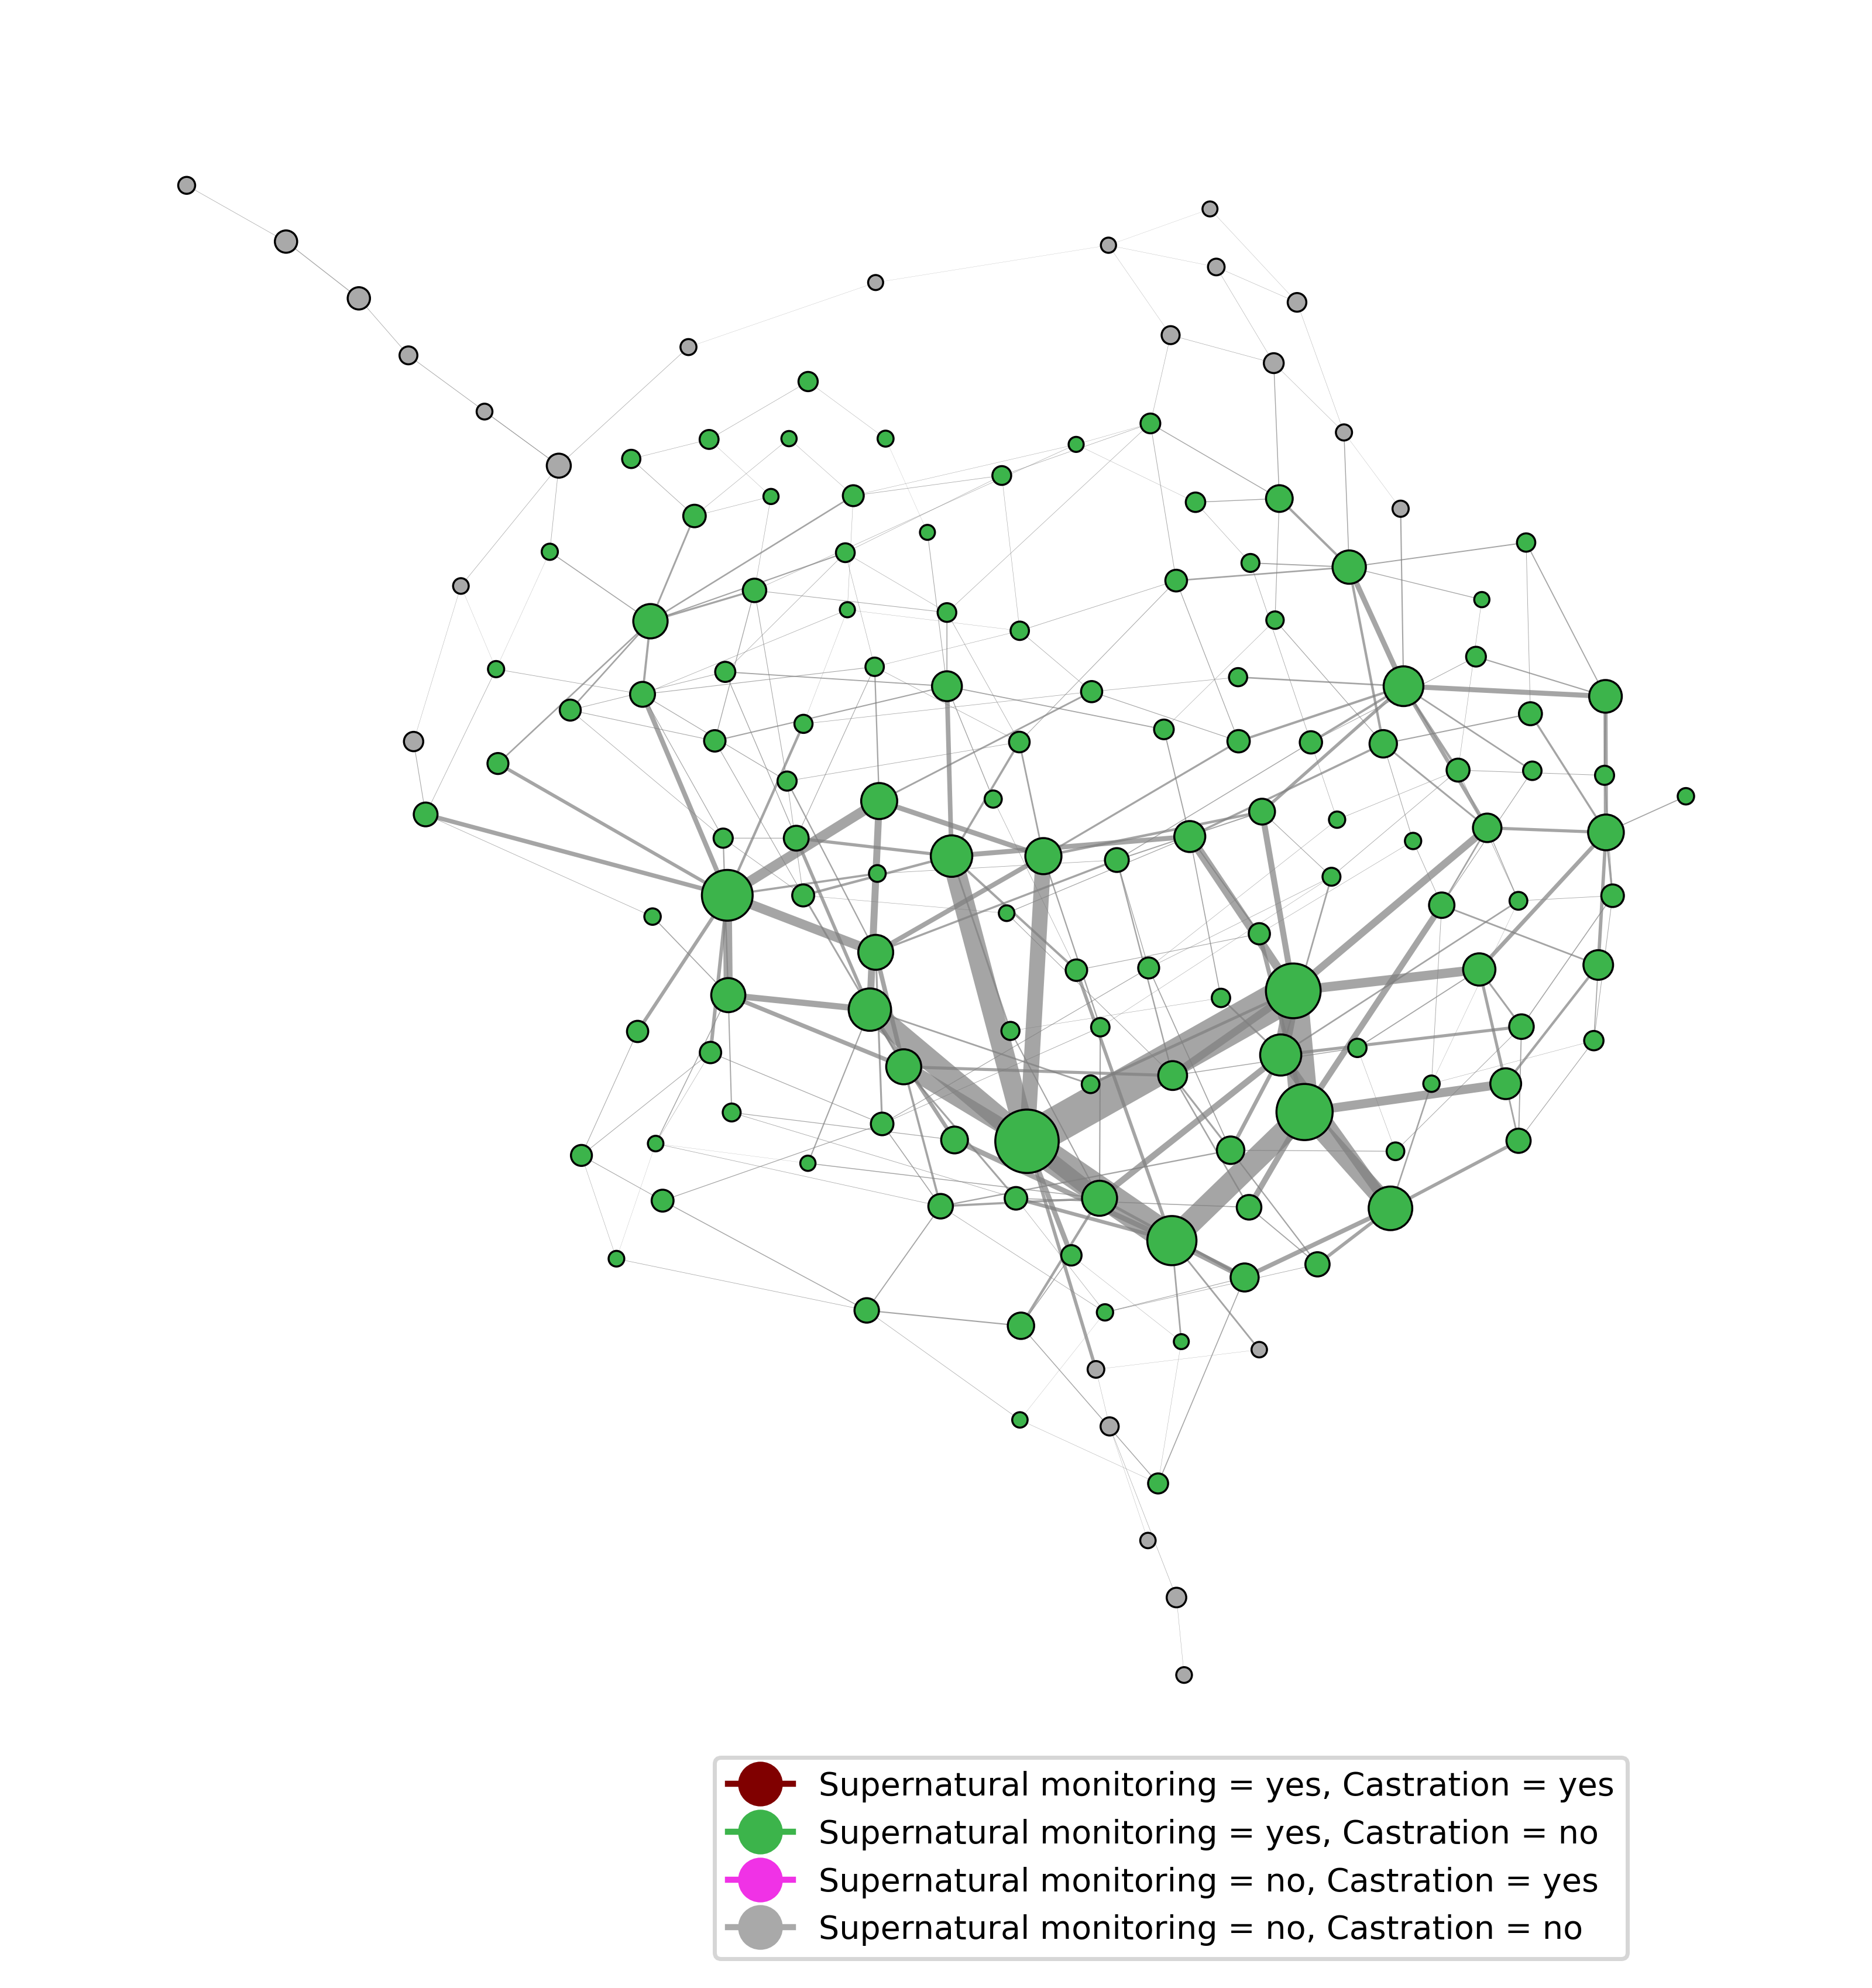 Supernatural monitoring = yes, Castration = yes
Supernatural monitoring = yes, Castration = no
Supernatural monitoring = no, Castration = yes
Supernatural monitoring = no, Castration = no